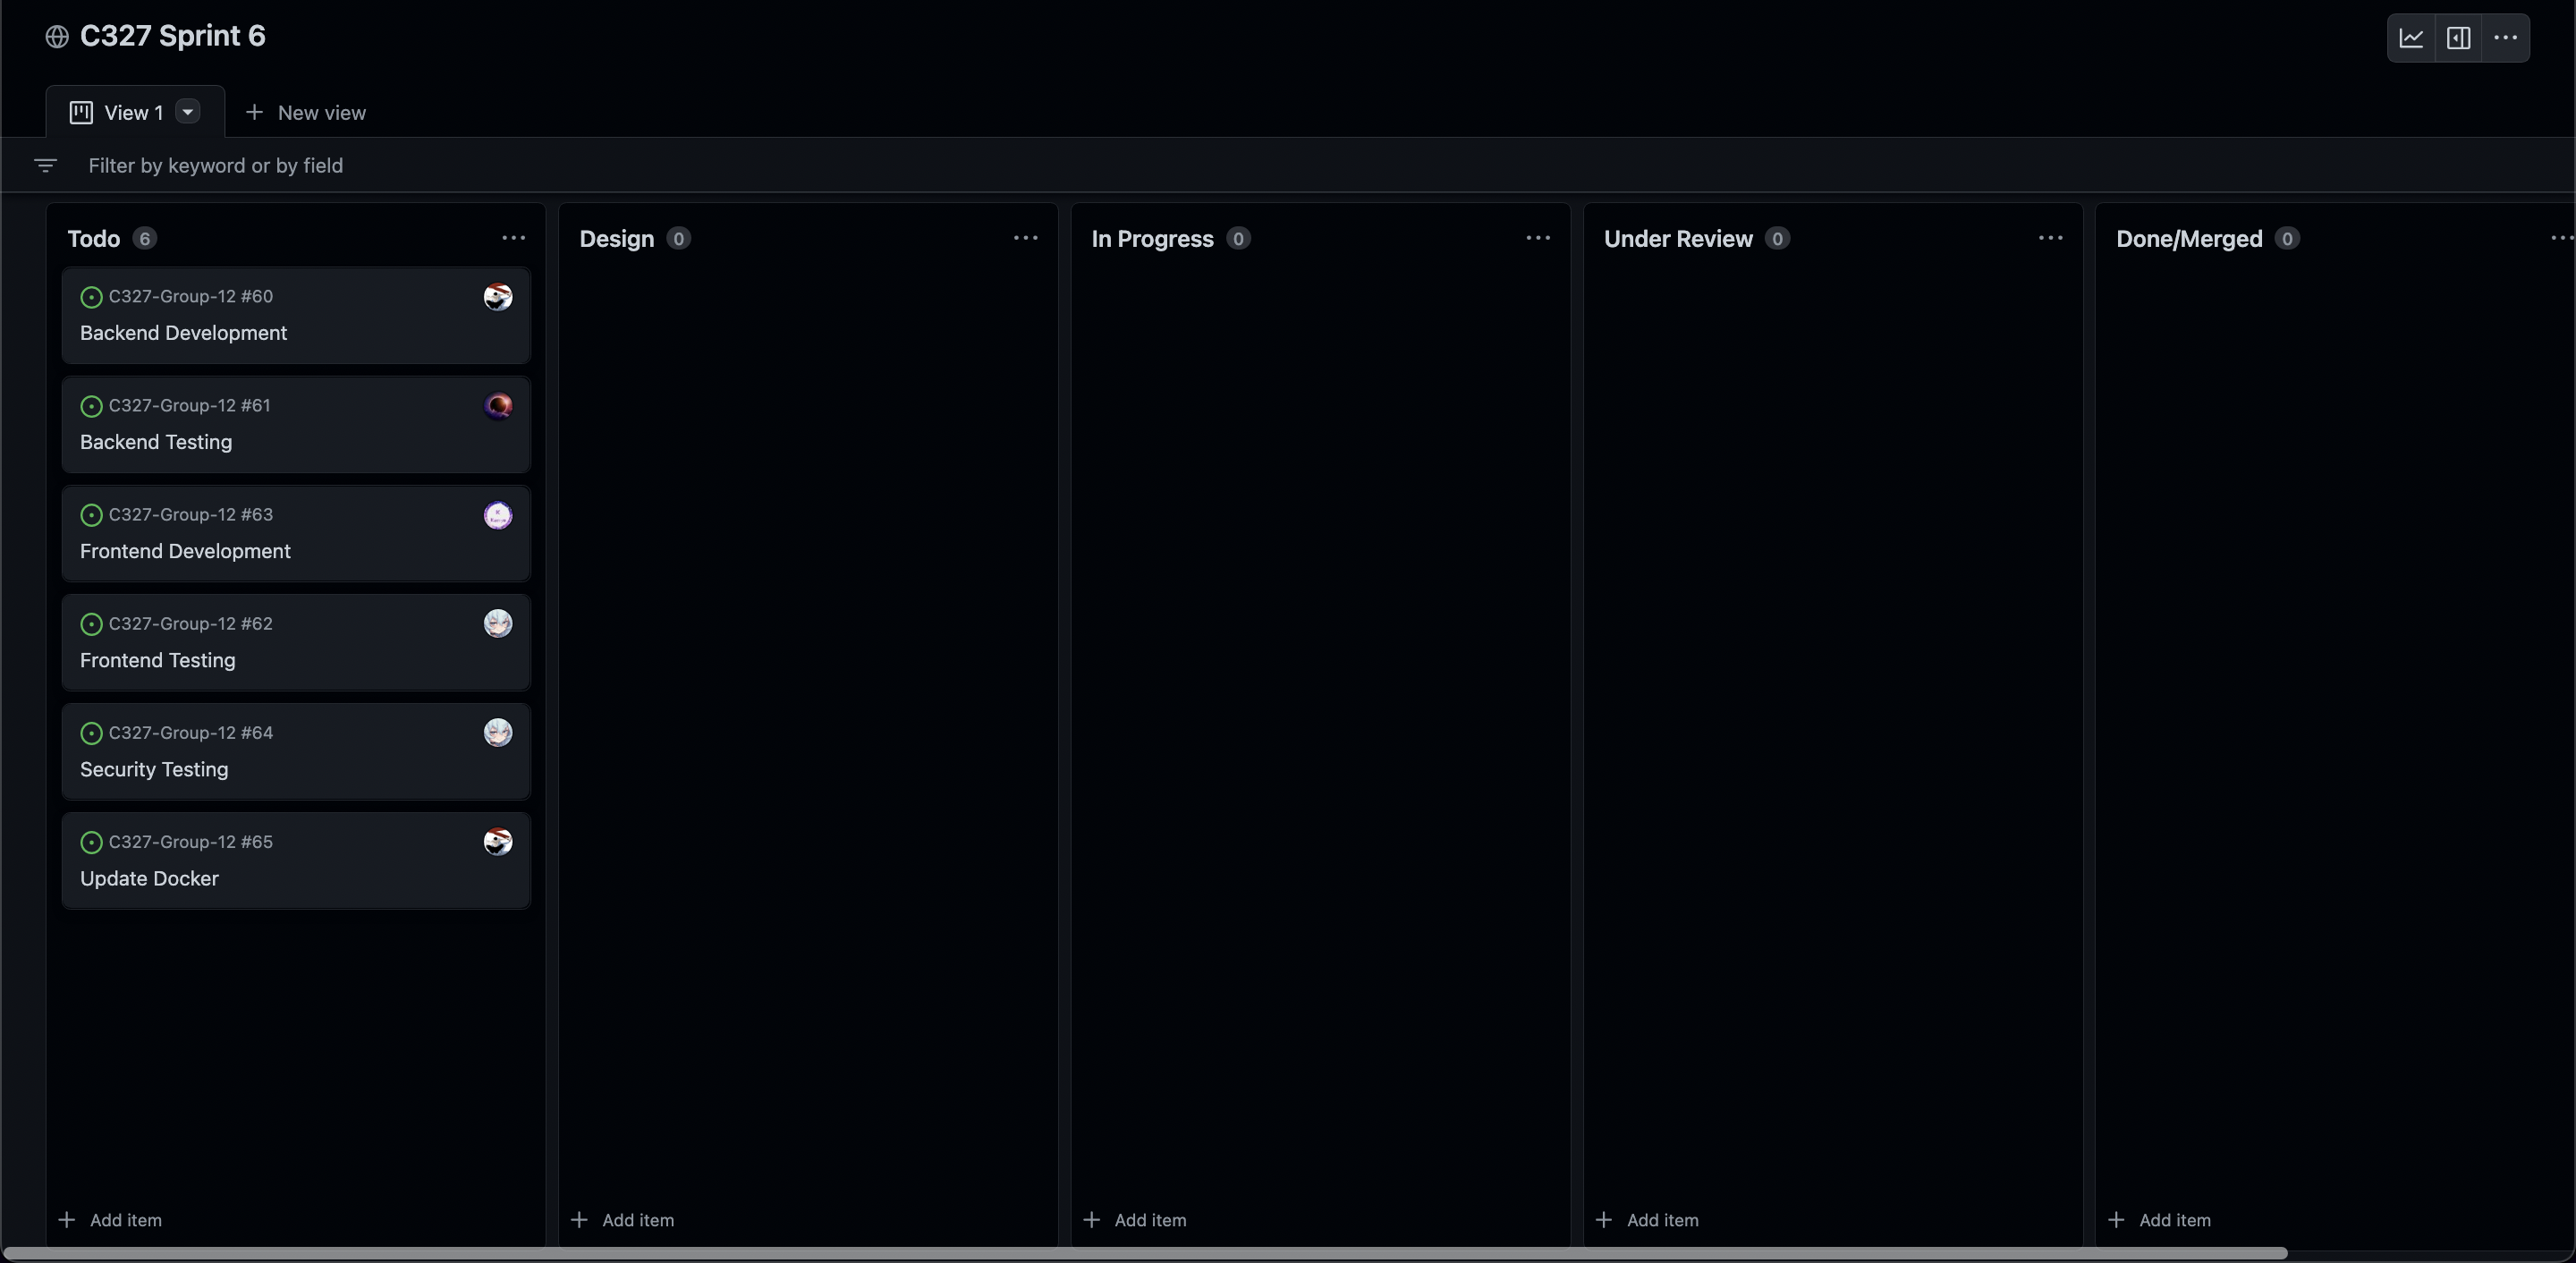 C327 Sprint 6
View 1
New view
Filter by keyword or by field
Todo 6
C327-Group-12 #60
Backend Development
C327-Group-12 #61
Backend Testing
C327-Group-12 #63
Frontend Development
C327-Group-12 #62
Frontend Testing
C327-Group-12 #64
Security Testing
C327-Group-12 #65
Update Docker
Add item
Design 0
Add item
In Progress 0
Add item
Under Review 0
Add item
Done/Merged 0
Add item